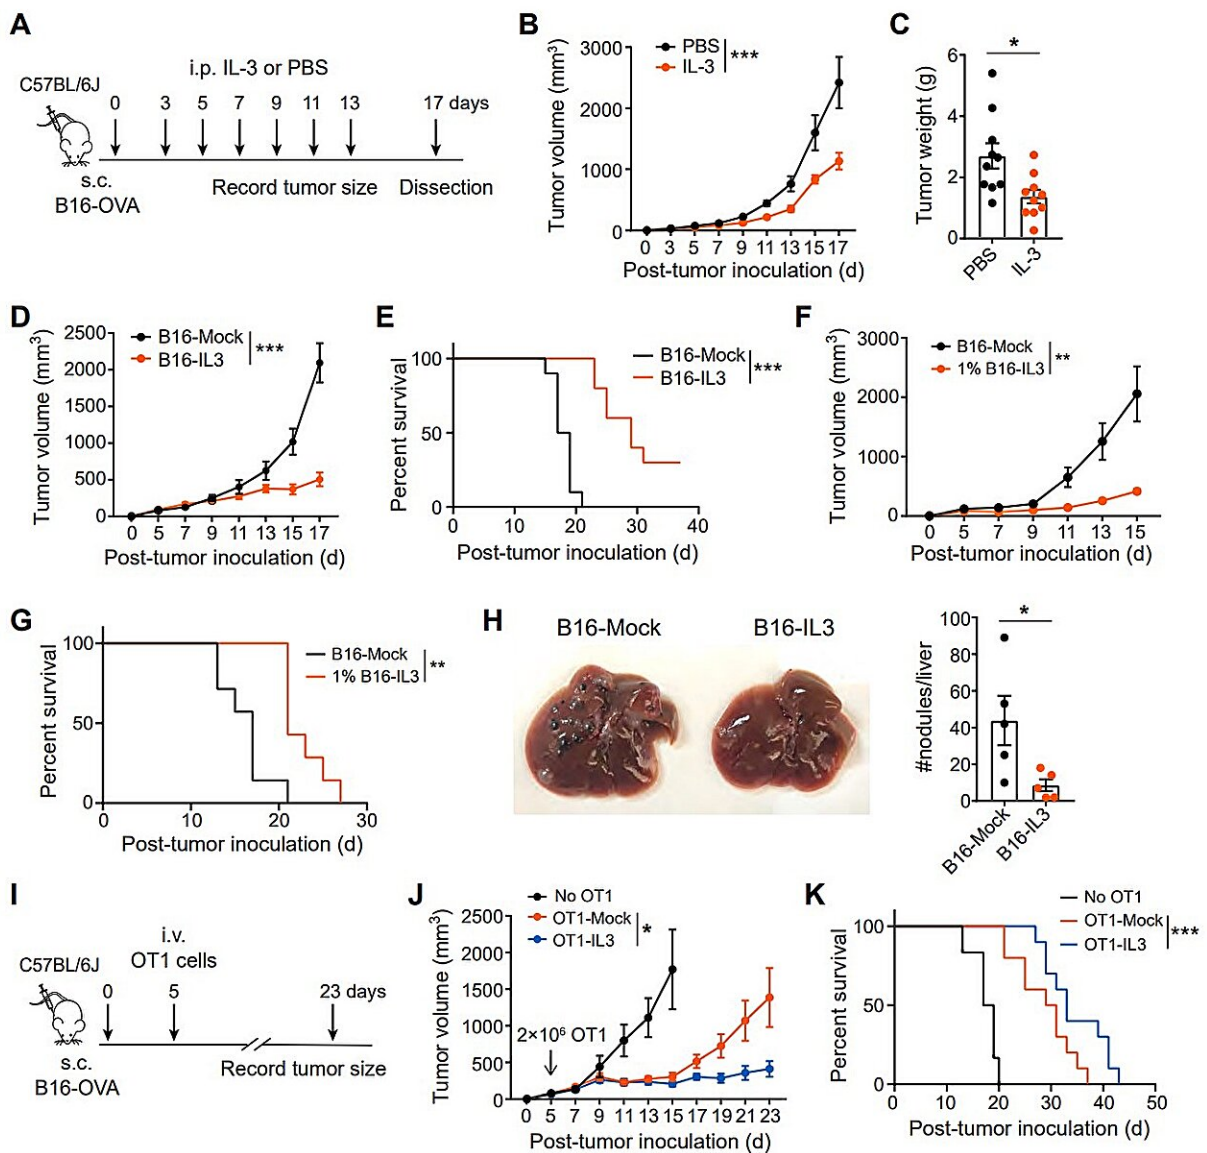 A
C57BL/6J
i.p. IL-3 or PBS
0 3 5 7 9 11 13 17 days
s.c.
B16-OVA
Record tumor size Dissection
B
PBS
IL-3
***
Tumor volume (mm³)
3000
2000
1000
0
0 3 5 7 9 11 13 15 17
Post-tumor inoculation (d)
C
*
Tumor weight (g)
6
4
2
0
PBS
IL-3
D
B16-Mock
B16-IL3
***
Tumor volume (mm³)
2500
2000
1500
1000
500
0
0 5 7 9 11 13 15 17
Post-tumor inoculation (d)
E
B16-Mock
B16-IL3
***
Percent survival
100
50
0
0 10 20 30 40
Post-tumor inoculation (d)
F
B16-Mock
1% B16-IL3
**
Tumor volume (mm³)
3000
2000
1000
0
0 5 7 9 11 13 15
Post-tumor inoculation (d)
G
B16-Mock
1% B16-IL3
**
Percent survival
100
50
0
0 10 20 30
Post-tumor inoculation (d)
H
B16-Mock B16-IL3
*
#nodules/liver
100
80
60
40
20
0
B16-Mock
B16-IL3
I
C57BL/6J
i.v.
OT1 cells
0 5 23 days
s.c.
B16-OVA
Record tumor size
J
No OT1
OT1-Mock
OT1-IL3
*
Tumor volume (mm³)
2500
2000
1500
1000
500
0
2×10⁶ OT1
0 5 7 9 11 13 15 17 19 21 23
Post-tumor inoculation (d)
K
No OT1
OT1-Mock
OT1-IL3
***
Percent survival
100
50
0
0 10 20 30 40 50
Post-tumor inoculation (d)